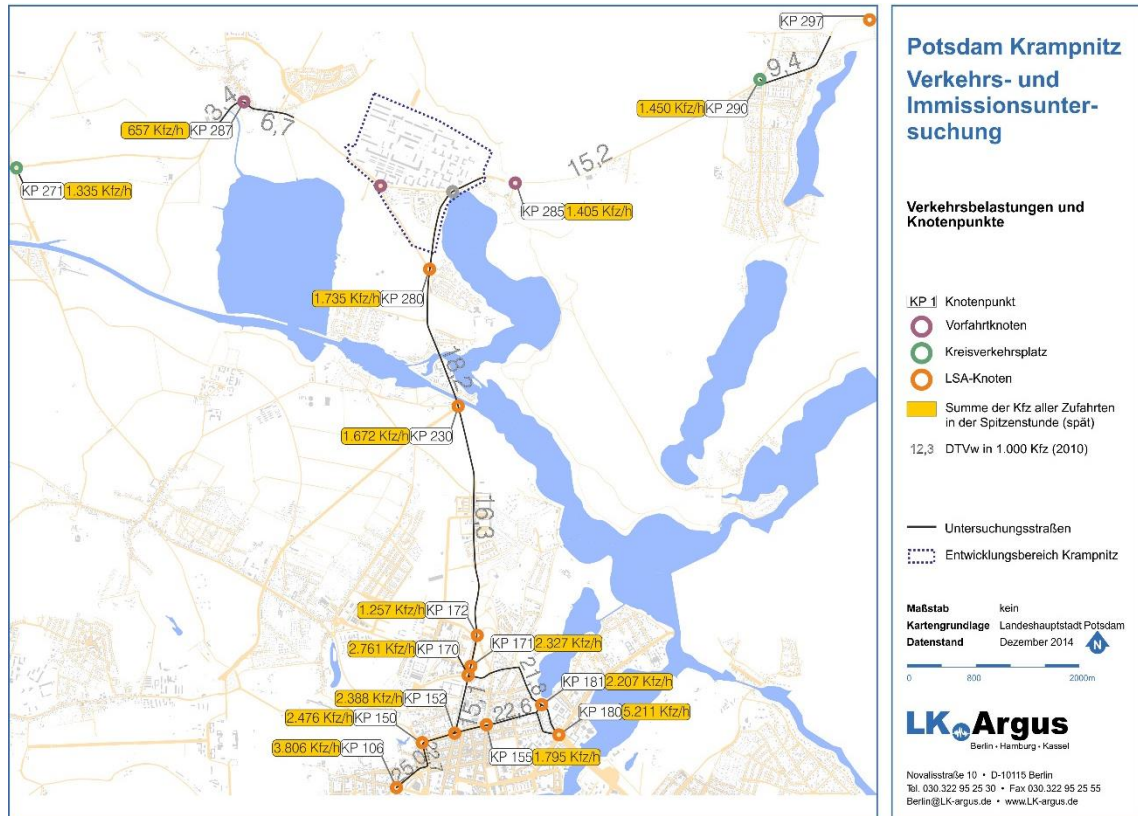 KP 297
9,4
1.450 Kfz/h KP 290
3,4
6,7
657 Kfz/h KP 287
15,2
KP 271 1.335 Kfz/h
KP 285 1.405 Kfz/h
1.735 Kfz/h KP 280
18,2
1.672 Kfz/h KP 230
16,3
1.257 Kfz/h KP 172
2.761 Kfz/h KP 170
KP 171 2.327 Kfz/h
21,8
KP 181 2.207 Kfz/h
2.388 Kfz/h KP 152
15,1
22,6
2.476 Kfz/h KP 150
KP 180 5.211 Kfz/h
3.806 Kfz/h KP 106
25,0
KP 155 1.795 Kfz/h
Potsdam Krampnitz
Verkehrs- und
Immissionsunter-
suchung
Verkehrsbelastungen und
Knotenpunkte
KP 1 Knotenpunkt
Vorfahrtknoten
Kreisverkehrsplatz
LSA-Knoten
Summe der Kfz aller Zufahrten
in der Spitzenstunde (spät)
12,3 DTVw in 1.000 Kfz (2010)
Untersuchungsstraßen
Entwicklungsbereich Krampnitz
Maßstab kein
Kartengrundlage Landeshauptstadt Potsdam
Datenstand Dezember 2014
N
0 800 2000m
LK Argus
Berlin • Hamburg • Kassel
Novalisstraße 10 • D-10115 Berlin
Tel. 030.322 95 25 30 • Fax 030.322 95 25 55
Berlin@LK-argus.de • www.LK-argus.de